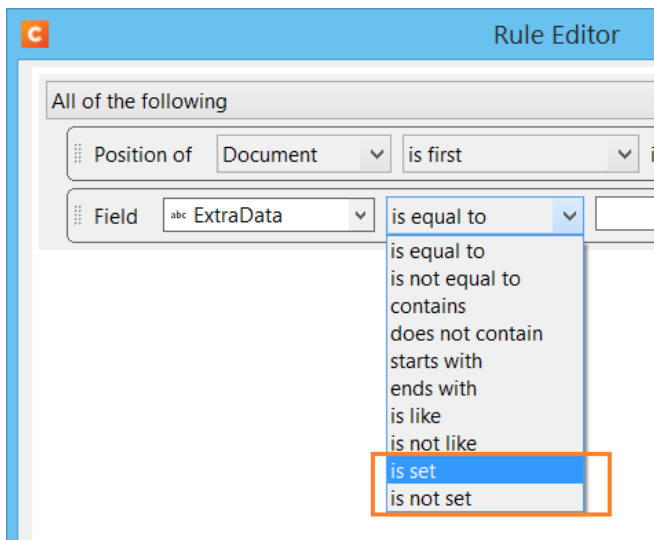 C Rule Editor
All of the following
Position of Document is first i
Field abc ExtraData is equal to
is equal to
is not equal to
contains
does not contain
starts with
ends with
is like
is not like
is set
is not set